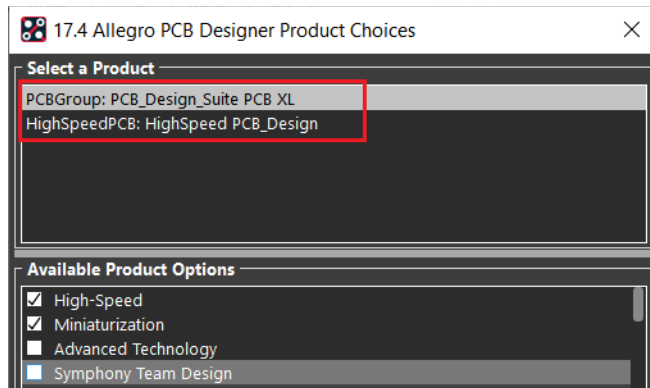 17.4 Allegro PCB Designer Product Choices
Select a Product
PCBGroup: PCB_Design_Suite PCB XL
HighSpeedPCB: HighSpeed PCB_Design
Available Product Options
High-Speed
Miniaturization
Advanced Technology
Symphony Team Design